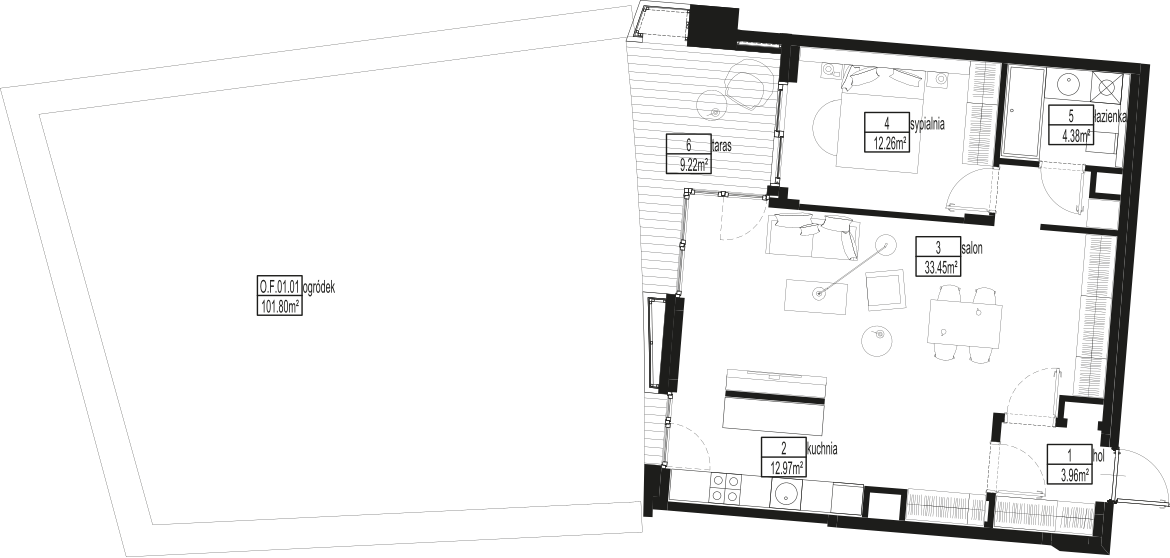 6 taras
9.22m²
4 sypialnia
12.26m²
5 łazienka
4.38m²
3 salon
33.45m²
O.F.01.01 ogródek
101.80m²
2 kuchnia
12.97m²
1 hol
3.96m²